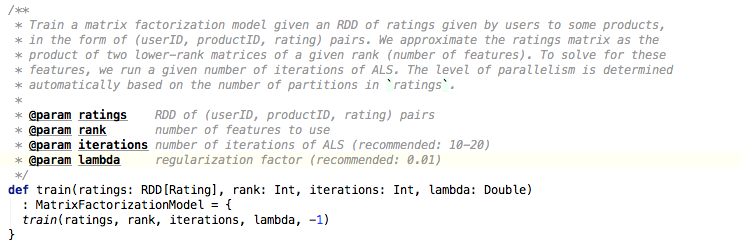 /**
 * Train a matrix factorization model given an RDD of ratings given by users to some products,
 * in the form of (userID, productID, rating) pairs. We approximate the ratings matrix as the
 * product of two lower-rank matrices of a given rank (number of features). To solve for these
 * features, we run a given number of iterations of ALS. The level of parallelism is determined
 * automatically based on the number of partitions in `ratings`.
 *
 * @param ratings    RDD of (userID, productID, rating) pairs
 * @param rank       number of features to use
 * @param iterations number of iterations of ALS (recommended: 10-20)
 * @param lambda     regularization factor (recommended: 0.01)
 */
def train(ratings: RDD[Rating], rank: Int, iterations: Int, lambda: Double)
  : MatrixFactorizationModel = {
  train(ratings, rank, iterations, lambda, -1)
}